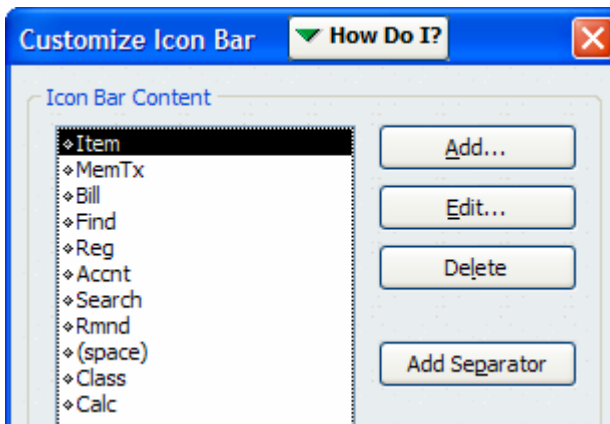 Customize Icon Bar
How Do I?
Icon Bar Content
Item
MemTx
Bill
Find
Reg
Accnt
Search
Rmnd
(space)
Class
Calc
Add...
Edit...
Delete
Add Separator